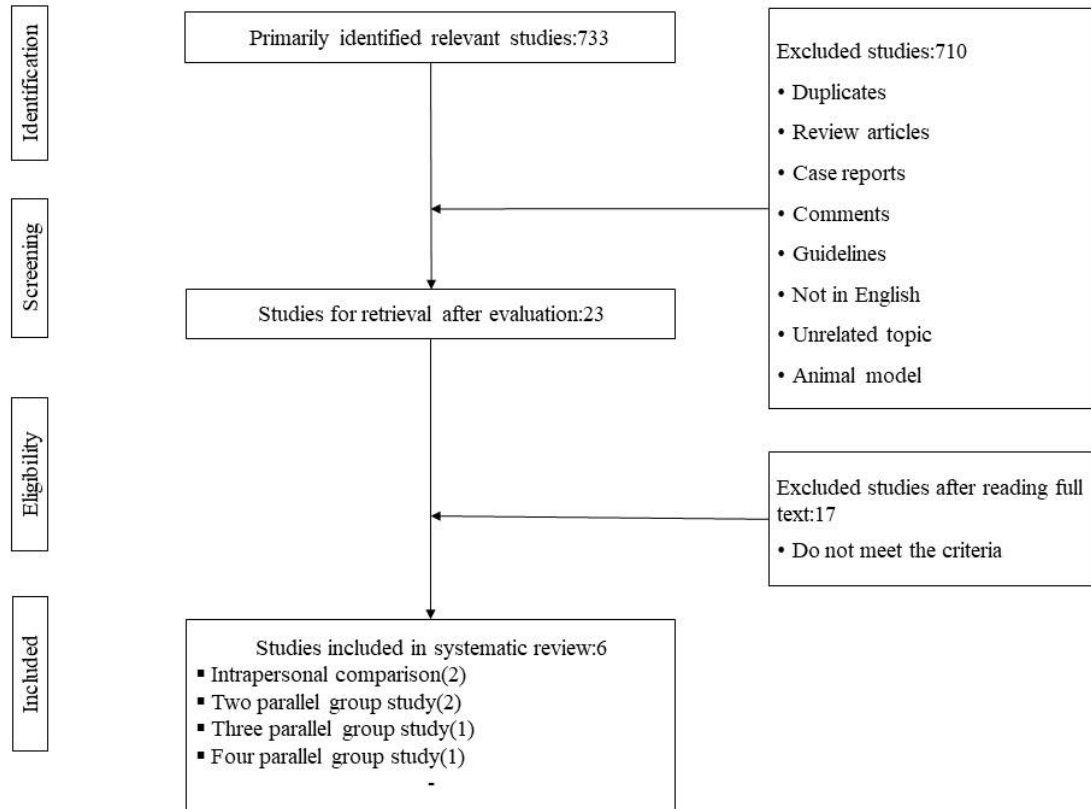 Identification
Primarily identified relevant studies:733
Excluded studies:710
• Duplicates
• Review articles
• Case reports
• Comments
• Guidelines
• Not in English
• Unrelated topic
• Animal model
Screening
Studies for retrieval after evaluation:23
Eligibility
Excluded studies after reading full
text:17
• Do not meet the criteria
Included
Studies included in systematic review:6
▪ Intrapersonal comparison(2)
▪ Two parallel group study(2)
▪ Three parallel group study(1)
▪ Four parallel group study(1)
-